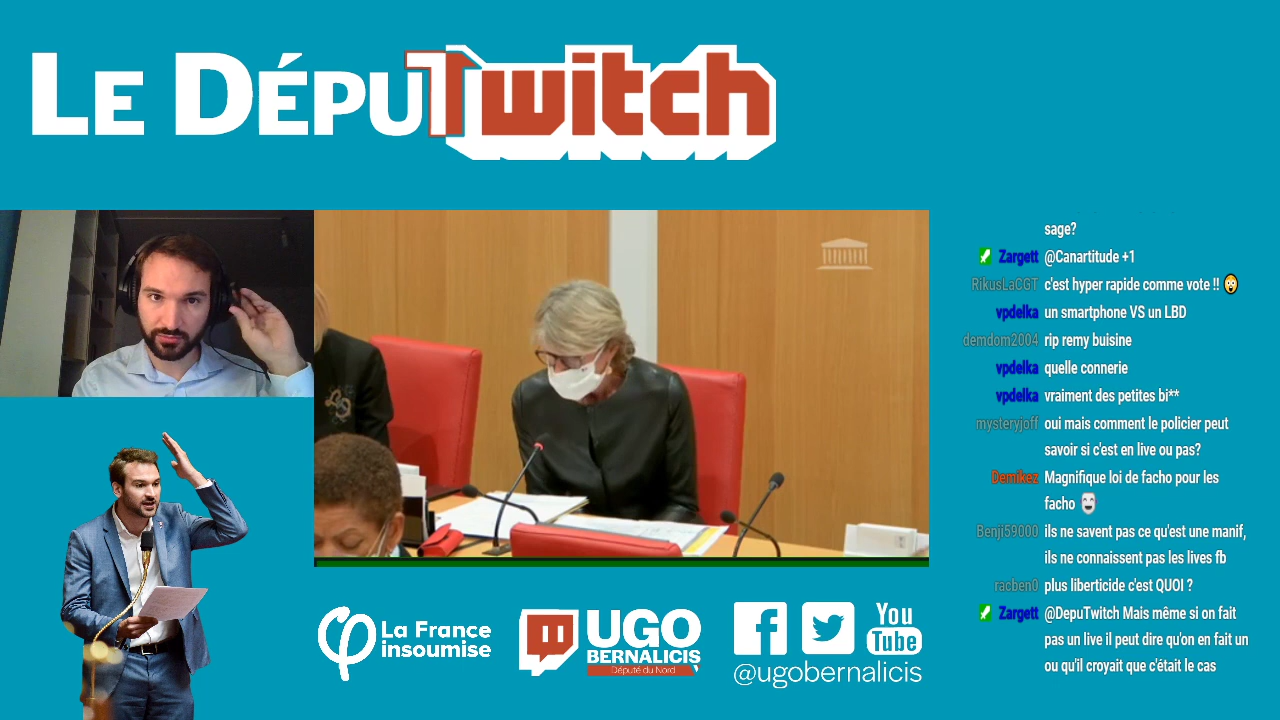 LE DÉPUTwitch
sage?
Zargett @Canartitude +1
RikusLaCGT c'est hyper rapide comme vote !!
vpdelka un smartphone VS un LBD
demdom2004 rip remy buisine
vpdelka quelle connerie
vpdelka vraiment des petites bi**
mysteryjoff oui mais comment le policier peut
savoir si c'est en live ou pas?
Demikez Magnifique loi de facho pour les
facho
Benji59000 ils ne savent pas ce qu'est une manif,
ils ne connaissent pas les lives fb
racben0 plus liberticide c'est QUOI ?
Zargett @DepuTwitch Mais même si on fait
pas un live il peut dire qu'on en fait un
ou qu'il croyait que c'était le cas
La France
insoumise
UGO
BERNALICIS
Député du Nord
You
Tube
@ugobernalicis